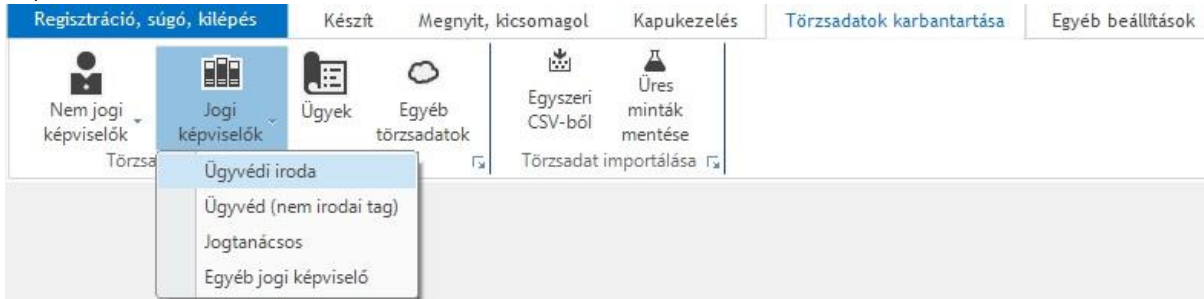 Regisztráció, súgó, kilépés Készít Megnyit, kicsomagol Kapukezelés Törzsadatok karbantartása Egyéb beállítások
Nem jogi
képviselők
Jogi
képviselők
Ügyek
Egyéb
törzsadatok
Egyszeri
CSV-ből
Üres
minták
mentése
Törzsa
Törzsadat importálása
Ügyvédi iroda
Ügyvéd (nem irodai tag)
Jogtanácsos
Egyéb jogi képviselő